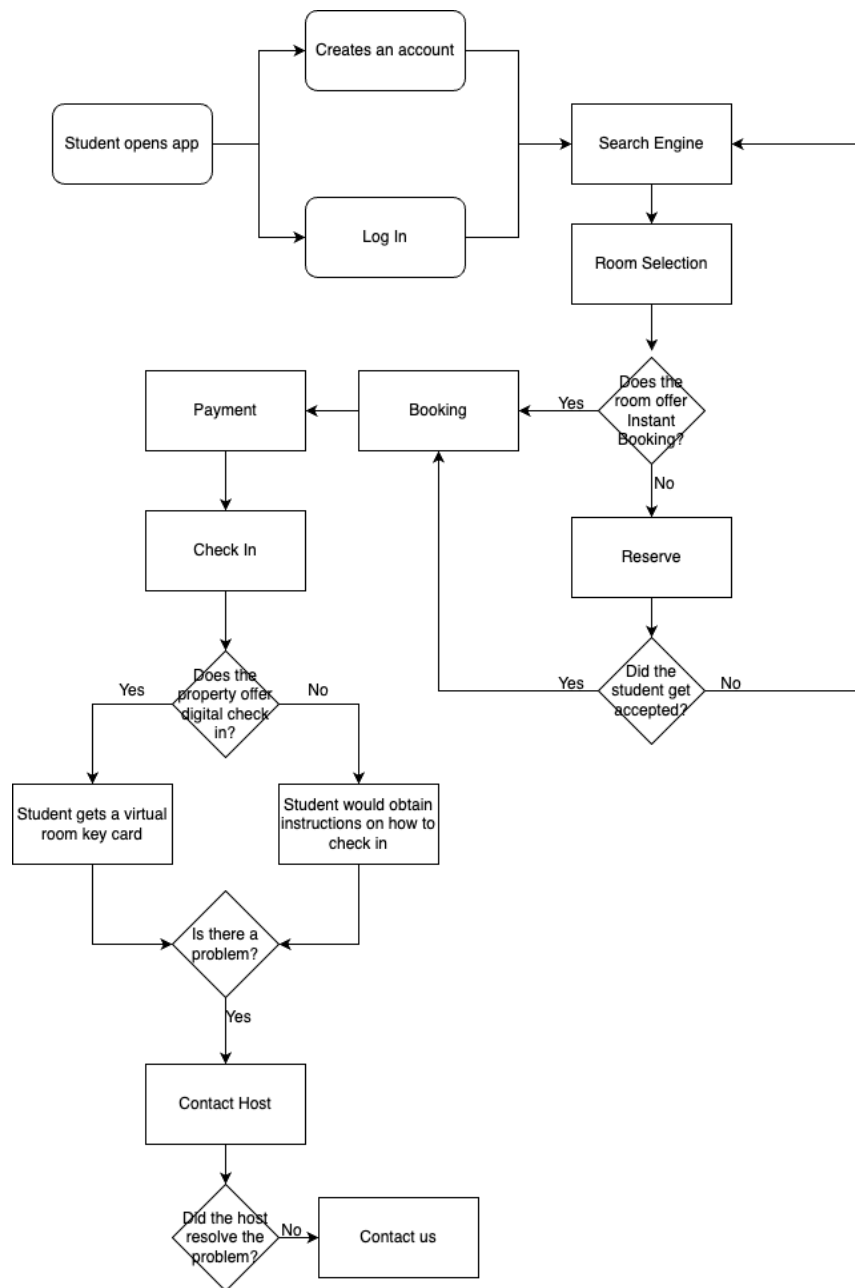 Creates an account
Student opens app
Search Engine
Log In
Room Selection
Does the
room offer
Instant
Booking?
Yes
No
Booking
Payment
Reserve
Check In
Did the
student get
accepted?
Yes
No
Does the
property offer
digital check
in?
Yes
No
Student gets a virtual
room key card
Student would obtain
instructions on how to
check in
Is there a
problem?
Yes
Contact Host
Did the host
resolve the
problem?
No
Contact us